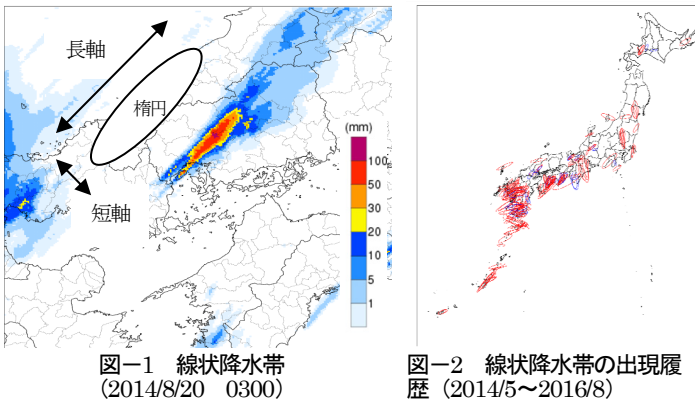 長軸
楕円
短軸
(mm)
100
50
30
20
10
5
1
図－1　線状降水帯
（2014/8/20　0300）
図－2　線状降水帯の出現履
歴（2014/5～2016/8）